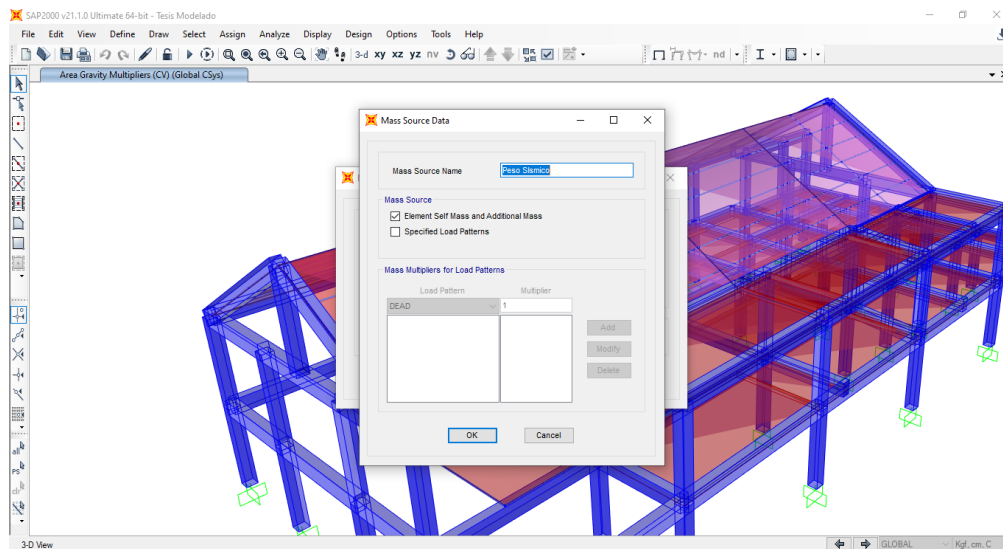 SAP2000 v21.1.0 Ultimate 64-bit - Tesis Modelado
File Edit View Define Draw Select Assign Analyze Display Design Options Tools Help
3-d xy xz yz nv nd
Area Gravity Multipliers (CV) (Global CSys)
Mass Source Data
Mass Source Name Peso SIsmico
Mass Source
Element Self Mass and Additional Mass
Specified Load Patterns
Mass Multipliers for Load Patterns
Load Pattern Multiplier
DEAD 1
Add
Modify
Delete
OK Cancel
all
PS
clr
3-D View GLOBAL Kgf, cm, C